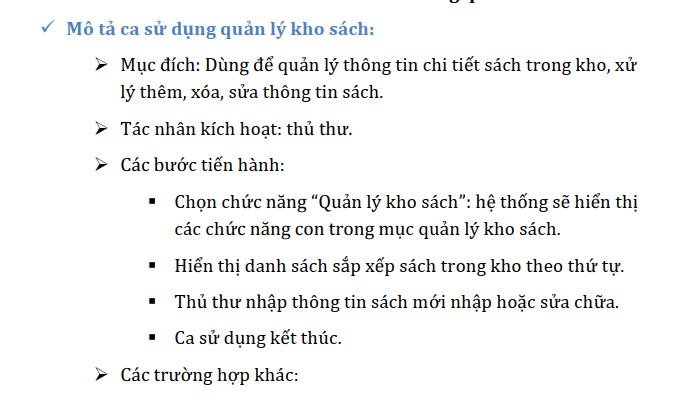 ✓ Mô tả ca sử dụng quản lý kho sách:
➢ Mục đích: Dùng để quản lý thông tin chi tiết sách trong kho, xử
lý thêm, xóa, sửa thông tin sách.
➢ Tác nhân kích hoạt: thủ thư.
➢ Các bước tiến hành:
▪ Chọn chức năng “Quản lý kho sách”: hệ thống sẽ hiển thị
các chức năng con trong mục quản lý kho sách.
▪ Hiển thị danh sách sắp xếp sách trong kho theo thứ tự.
▪ Thủ thư nhập thông tin sách mới nhập hoặc sửa chữa.
▪ Ca sử dụng kết thúc.
➢ Các trường hợp khác: